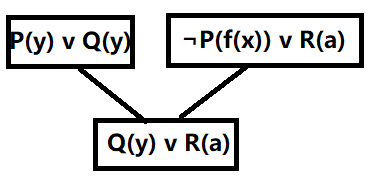 P(y) v Q(y)
¬P(f(x)) v R(a)
Q(y) v R(a)